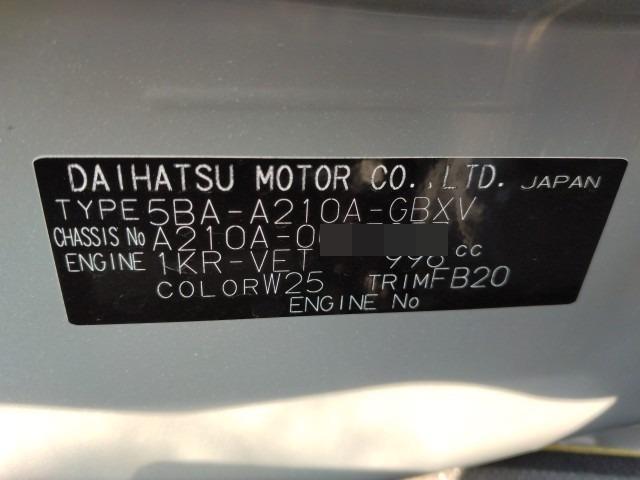 DAIHATSU MOTOR CO.,LTD. JAPAN
TYPE 5BA-A210A-GBXV
CHASSIS No A210A-0
ENGINE 1KR-VET 996 cc
COLOR W25 TRIM FB20
ENGINE No